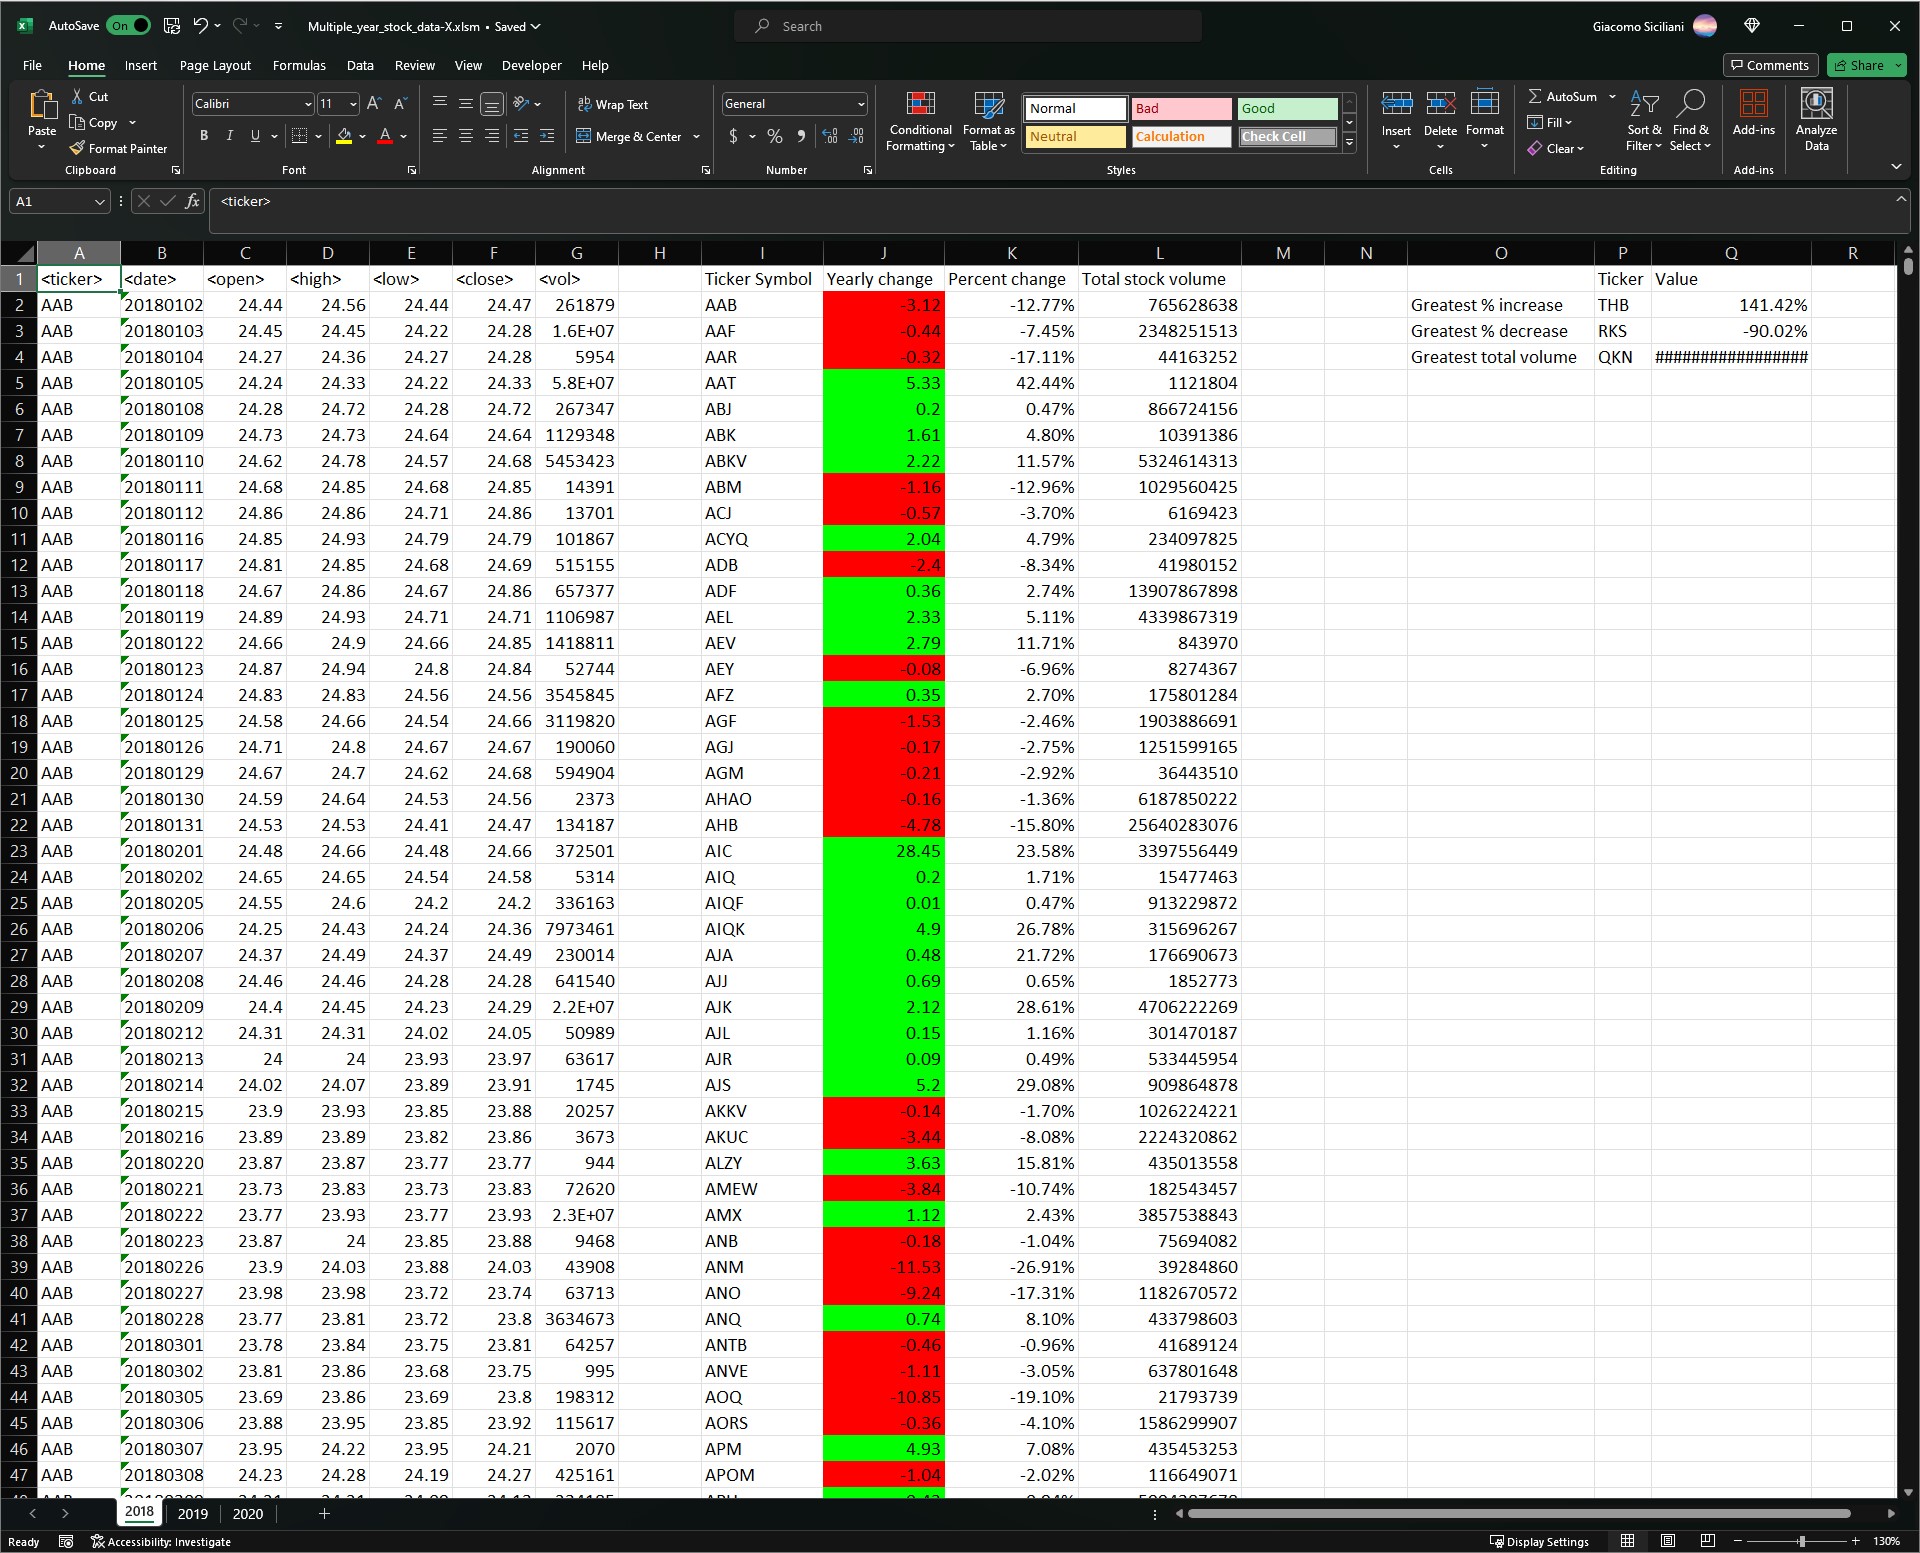 AutoSave On Multiple_year_stock_data-X.xlsm • Saved Search Giacomo Siciliani
File Home Insert Page Layout Formulas Data Review View Developer Help Comments Share
Paste Cut Calibri 11 Wrap Text General Conditional Formatting Format as Table Normal Bad Good Insert Delete Format AutoSum Sort & Filter Find & Select Add-ins Analyze Data
Copy B I U A Merge & Center $ % Neutral Calculation Check Cell Fill
Format Painter Clear
Clipboard Font Alignment Number Styles Cells Editing Add-ins
A1 fx <ticker>
A B C D E F G H I J K L M N O P Q R
1 <ticker> <date> <open> <high> <low> <close> <vol> Ticker Symbol Yearly change Percent change Total stock volume Ticker Value
2 AAB 20180102 24.44 24.56 24.44 24.47 261879 AAB -3.12 -12.77% 765628638 Greatest % increase THB 141.42%
3 AAB 20180103 24.45 24.45 24.22 24.28 1.6E+07 AAF -0.44 -7.45% 2348251513 Greatest % decrease RKS -90.02%
4 AAB 20180104 24.27 24.36 24.27 24.28 5954 AAR -0.32 -17.11% 44163252 Greatest total volume QKN #################
5 AAB 20180105 24.24 24.33 24.22 24.33 5.8E+07 AAT 5.33 42.44% 1121804
6 AAB 20180108 24.28 24.72 24.28 24.72 267347 ABJ 0.2 0.47% 866724156
7 AAB 20180109 24.73 24.73 24.64 24.64 1129348 ABK 1.61 4.80% 10391386
8 AAB 20180110 24.62 24.78 24.57 24.68 5453423 ABKV 2.22 11.57% 5324614313
9 AAB 20180111 24.68 24.85 24.68 24.85 14391 ABM -1.16 -12.96% 1029560425
10 AAB 20180112 24.86 24.86 24.71 24.86 13701 ACJ -0.57 -3.70% 6169423
11 AAB 20180116 24.85 24.93 24.79 24.79 101867 ACYQ 2.04 4.79% 234097825
12 AAB 20180117 24.81 24.85 24.68 24.69 515155 ADB -2.4 -8.34% 41980152
13 AAB 20180118 24.67 24.86 24.67 24.86 657377 ADF 0.36 2.74% 13907867898
14 AAB 20180119 24.89 24.93 24.71 24.71 1106987 AEL 2.33 5.11% 4339867319
15 AAB 20180122 24.66 24.9 24.66 24.85 1418811 AEV 2.79 11.71% 843970
16 AAB 20180123 24.87 24.94 24.8 24.84 52744 AEY -0.08 -6.96% 8274367
17 AAB 20180124 24.83 24.83 24.56 24.56 3545845 AFZ 0.35 2.70% 175801284
18 AAB 20180125 24.58 24.66 24.54 24.66 3119820 AGF -1.53 -2.46% 1903886691
19 AAB 20180126 24.71 24.8 24.67 24.67 190060 AGJ -0.17 -2.75% 1251599165
20 AAB 20180129 24.67 24.7 24.62 24.68 594904 AGM -0.21 -2.92% 36443510
21 AAB 20180130 24.59 24.64 24.53 24.56 2373 AHAO -0.16 -1.36% 6187850222
22 AAB 20180131 24.53 24.53 24.41 24.47 134187 AHB -4.78 -15.80% 25640283076
23 AAB 20180201 24.48 24.66 24.48 24.66 372501 AIC 28.45 23.58% 3397556449
24 AAB 20180202 24.65 24.65 24.54 24.58 5314 AIQ 0.2 1.71% 15477463
25 AAB 20180205 24.55 24.6 24.2 24.2 336163 AIQF 0.01 0.47% 913229872
26 AAB 20180206 24.25 24.43 24.24 24.36 7973461 AIQK 4.9 26.78% 315696267
27 AAB 20180207 24.37 24.49 24.37 24.49 230014 AJA 0.48 21.72% 176690673
28 AAB 20180208 24.46 24.46 24.28 24.28 641540 AJJ 0.69 0.65% 1852773
29 AAB 20180209 24.4 24.45 24.23 24.29 2.2E+07 AJK 2.12 28.61% 4706222269
30 AAB 20180212 24.31 24.31 24.02 24.05 50989 AJL 0.15 1.16% 301470187
31 AAB 20180213 24 24 23.93 23.97 63617 AJR 0.09 0.49% 533445954
32 AAB 20180214 24.02 24.07 23.89 23.91 1745 AJS 5.2 29.08% 909864878
33 AAB 20180215 23.9 23.93 23.85 23.88 20257 AKKV -0.14 -1.70% 1026224221
34 AAB 20180216 23.89 23.89 23.82 23.86 3673 AKUC -3.44 -8.08% 2224320862
35 AAB 20180220 23.87 23.87 23.77 23.77 944 ALZY 3.63 15.81% 435013558
36 AAB 20180221 23.73 23.83 23.73 23.83 72620 AMEW -3.84 -10.74% 182543457
37 AAB 20180222 23.77 23.93 23.77 23.93 2.3E+07 AMX 1.12 2.43% 3857538843
38 AAB 20180223 23.87 24 23.85 23.88 9468 ANB -0.18 -1.04% 75694082
39 AAB 20180226 23.9 24.03 23.88 24.03 43908 ANM -11.53 -26.91% 39284860
40 AAB 20180227 23.98 23.98 23.72 23.74 63713 ANO -9.24 -17.31% 1182670572
41 AAB 20180228 23.77 23.81 23.72 23.8 3634673 ANQ 0.74 8.10% 433798603
42 AAB 20180301 23.78 23.84 23.75 23.81 64257 ANTB -0.46 -0.96% 41689124
43 AAB 20180302 23.81 23.86 23.68 23.75 995 ANVE -1.11 -3.05% 637801648
44 AAB 20180305 23.69 23.86 23.69 23.8 198312 AOQ -10.85 -19.10% 21793739
45 AAB 20180306 23.88 23.95 23.85 23.92 115617 AORS -0.36 -4.10% 1586299907
46 AAB 20180307 23.95 24.22 23.95 24.21 2070 APM 4.93 7.08% 435453253
47 AAB 20180308 24.23 24.28 24.19 24.27 425161 APOM -1.04 -2.02% 116649071
2018 2019 2020
Ready Accessibility: Investigate Display Settings 130%